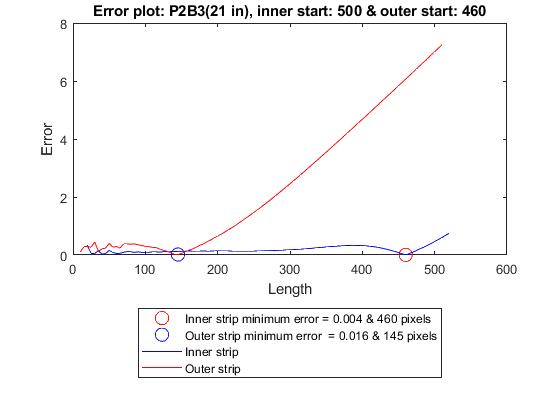 Error plot: P2B3(21 in), inner start: 500 & outer start: 460
8
6
4
2
0
Error
0 100 200 300 400 500 600
Length
Inner strip minimum error = 0.004 & 460 pixels
Outer strip minimum error = 0.016 & 145 pixels
Inner strip
Outer strip